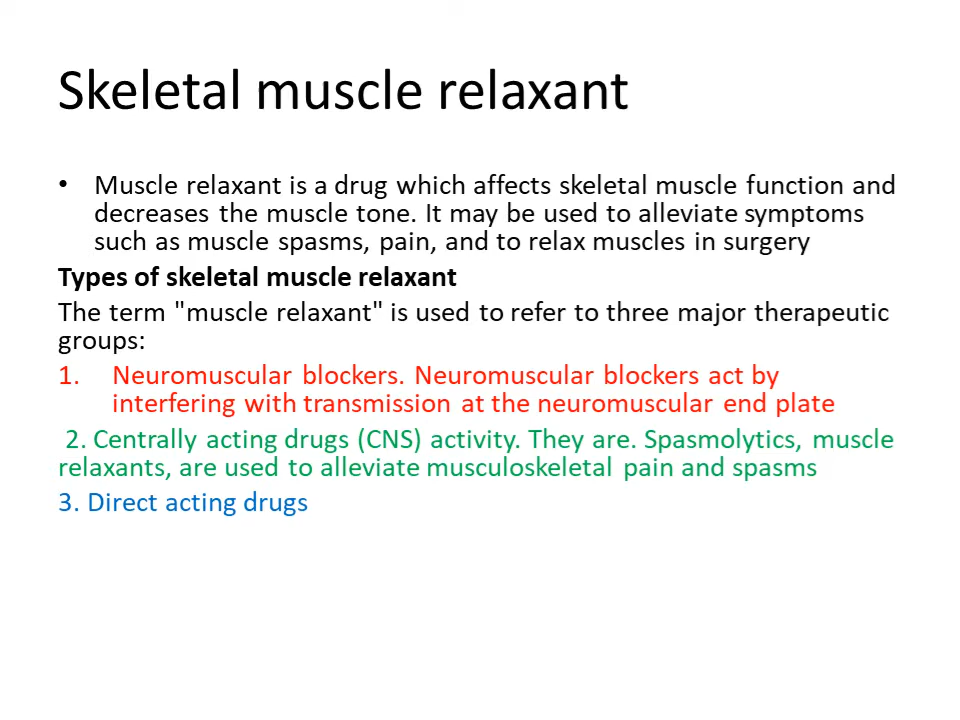 Skeletal muscle relaxant
• Muscle relaxant is a drug which affects skeletal muscle function and
decreases the muscle tone. It may be used to alleviate symptoms
such as muscle spasms, pain, and to relax muscles in surgery
Types of skeletal muscle relaxant
The term "muscle relaxant" is used to refer to three major therapeutic
groups:
1. Neuromuscular blockers. Neuromuscular blockers act by
interfering with transmission at the neuromuscular end plate
2. Centrally acting drugs (CNS) activity. They are. Spasmolytics, muscle
relaxants, are used to alleviate musculoskeletal pain and spasms
3. Direct acting drugs